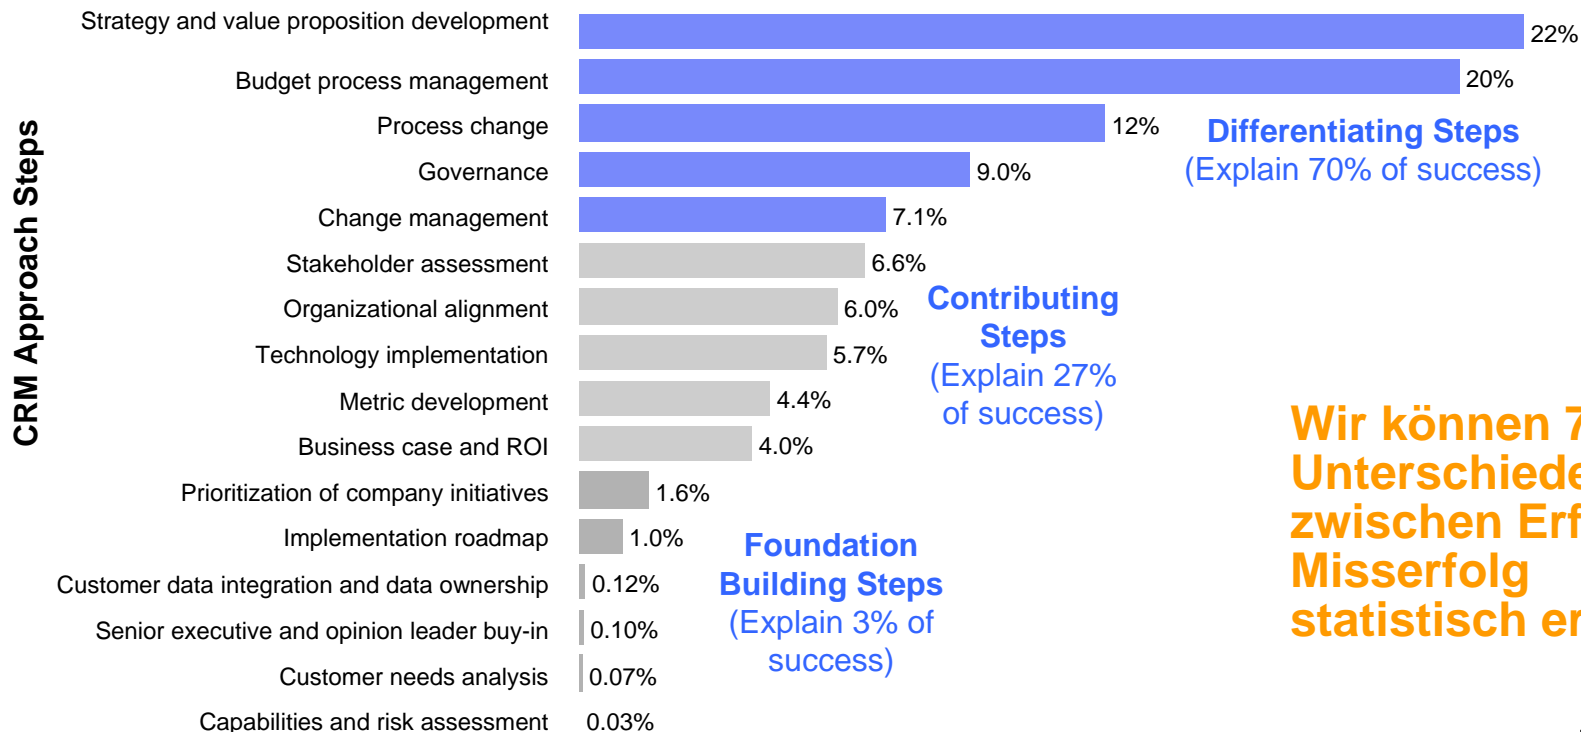 CRM Approach Steps
Strategy and value proposition development 22%
Budget process management 20%
Process change 12%
Governance 9.0%
Change management 7.1%
Stakeholder assessment 6.6%
Organizational alignment 6.0%
Technology implementation 5.7%
Metric development 4.4%
Business case and ROI 4.0%
Prioritization of company initiatives 1.6%
Implementation roadmap 1.0%
Customer data integration and data ownership 0.12%
Senior executive and opinion leader buy-in 0.10%
Customer needs analysis 0.07%
Capabilities and risk assessment 0.03%
Differentiating Steps
(Explain 70% of success)
Contributing
Steps
(Explain 27%
of success)
Foundation
Building Steps
(Explain 3% of
success)
Wir können
Unterschiede
zwischen
Misserfolg
statistisch